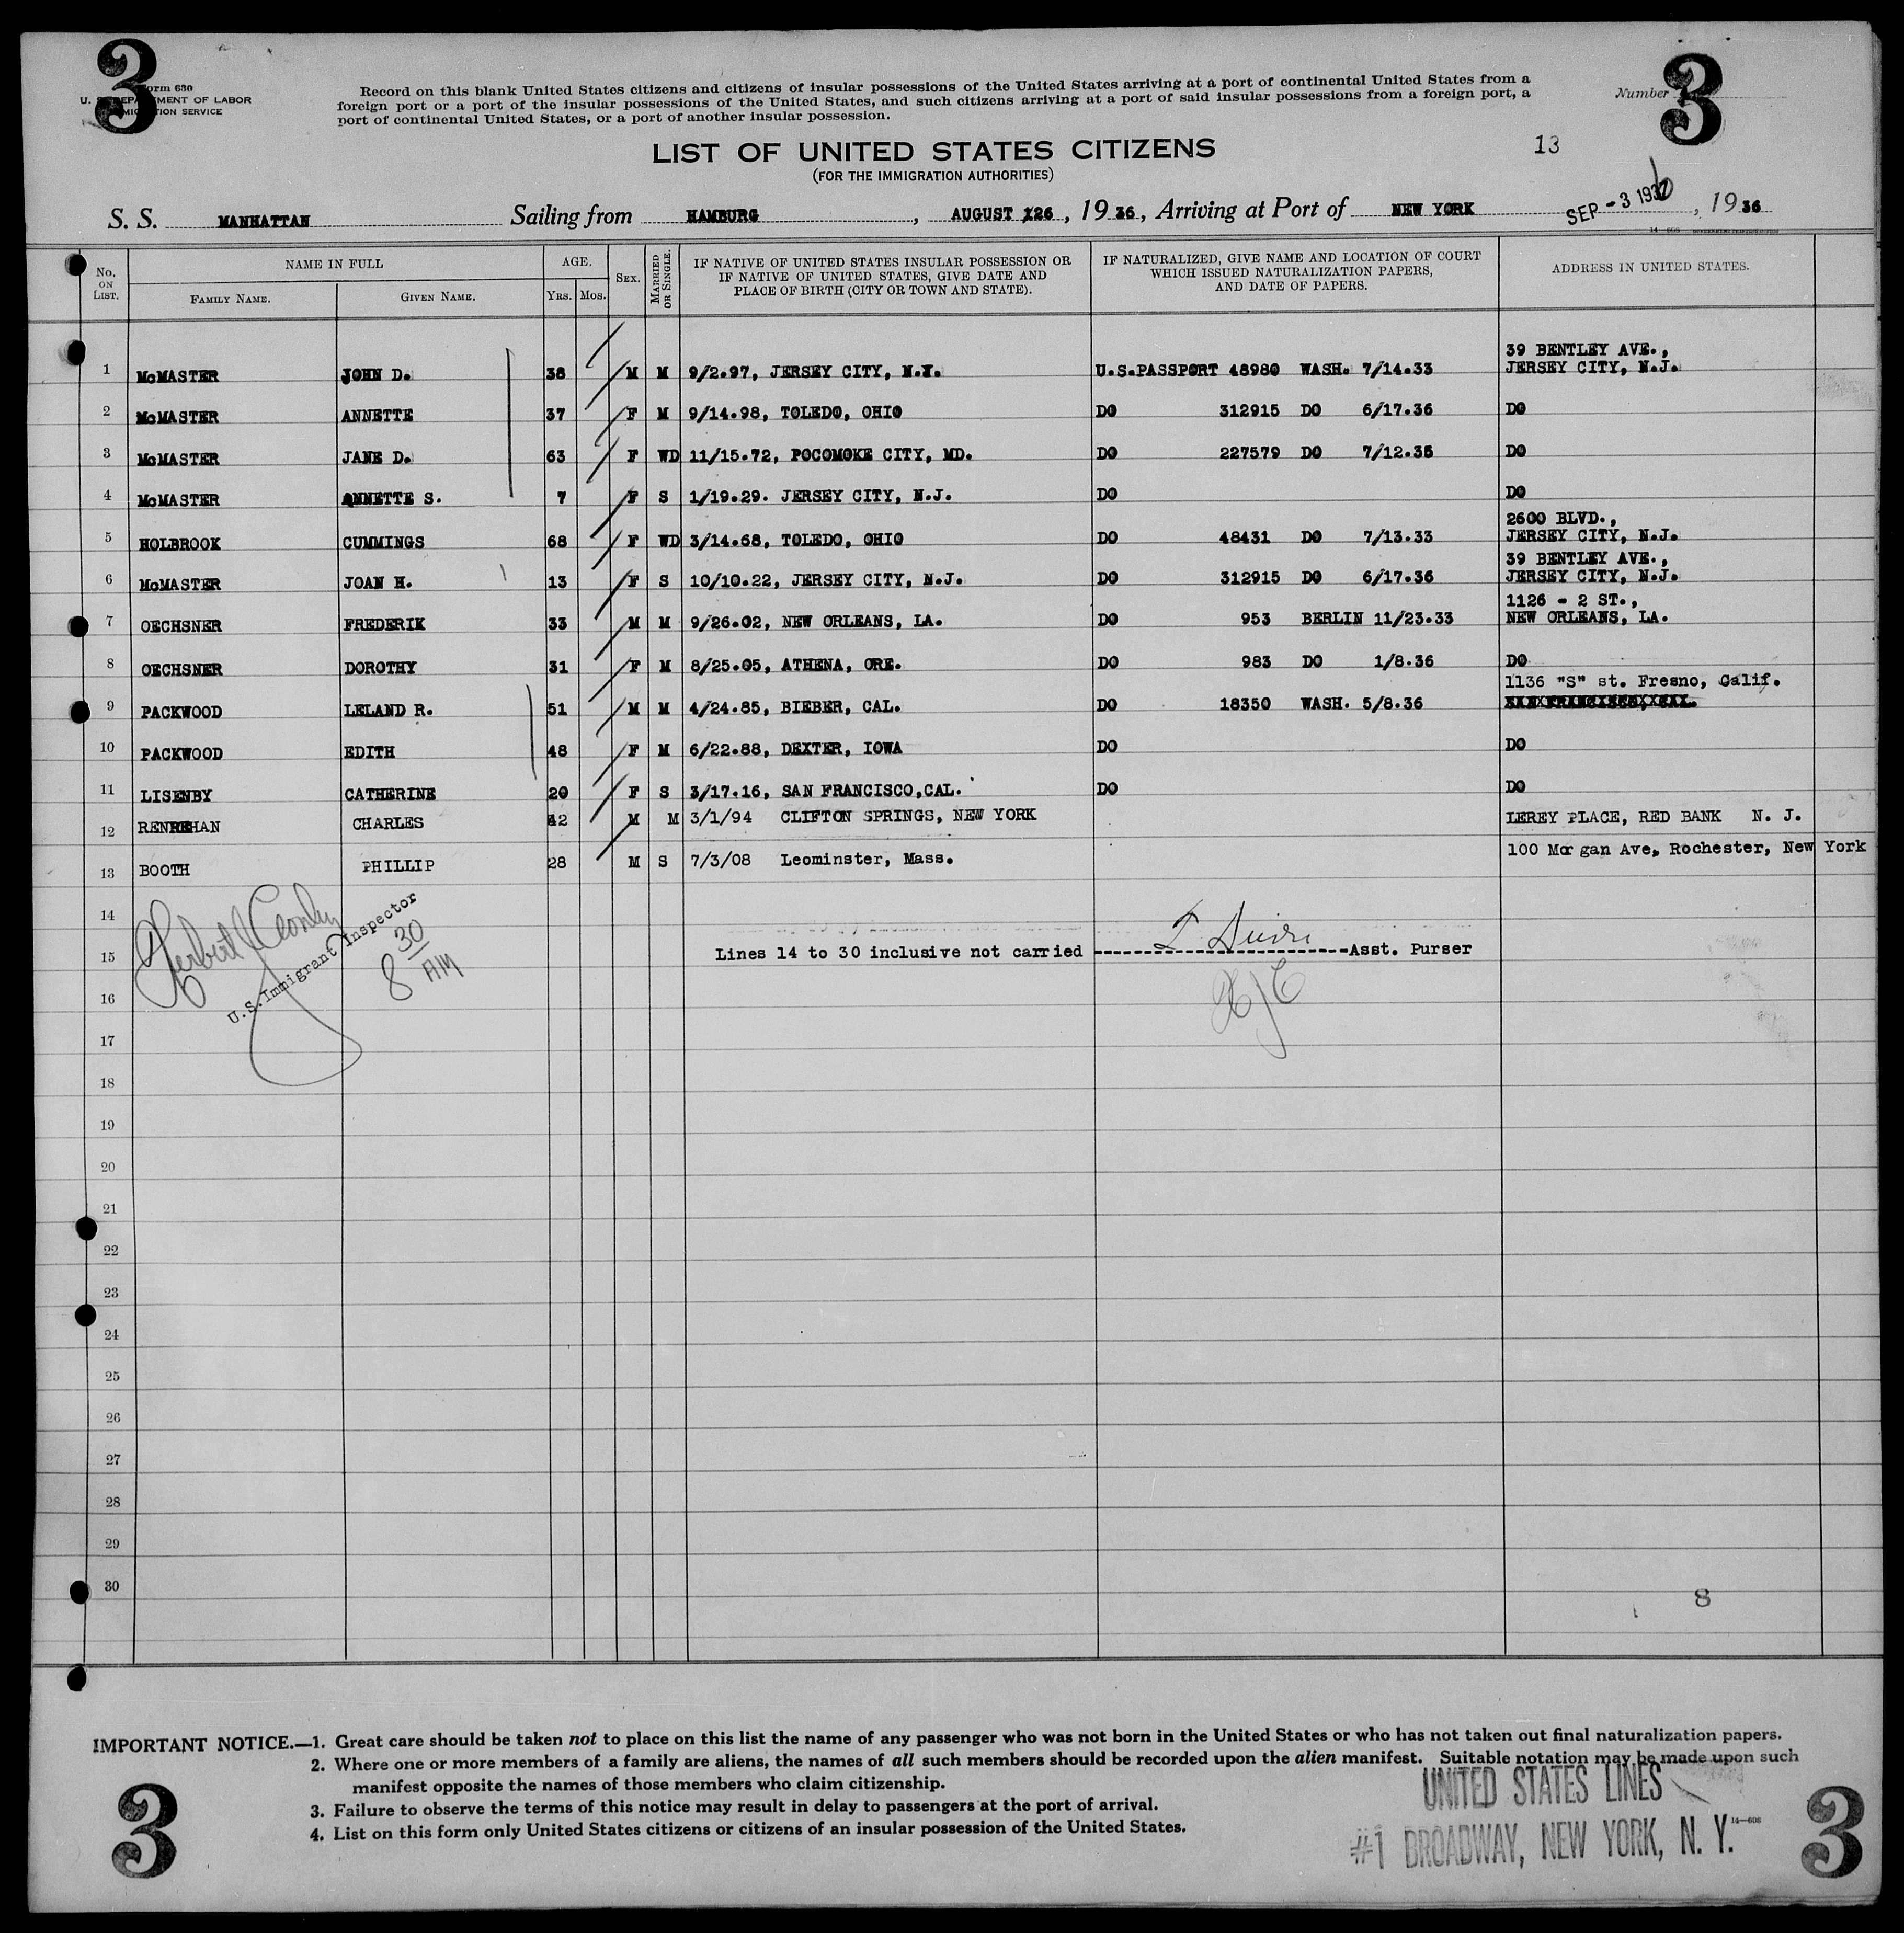 3
Form 630
U. S. DEPARTMENT OF LABOR
IMMIGRATION SERVICE
Record on this blank United States citizens and citizens of insular possessions of the United States arriving at a port of continental United States from a
foreign port or a port of the insular possessions of the United States, and such citizens arriving at a port of said insular possessions from a foreign port, a
port of continental United States, or a port of another insular possession.
Number 3
LIST OF UNITED STATES CITIZENS
13
(FOR THE IMMIGRATION AUTHORITIES)
S. S. MANHATTAN Sailing from HAMBURG, AUGUST 26, 1936, Arriving at Port of NEW YORK SEP - 3 1936, 1936
No. ON LIST. NAME IN FULL FAMILY NAME. GIVEN NAME. AGE. YRS. MOS. SEX. MARRIED OR SINGLE. IF NATIVE OF UNITED STATES INSULAR POSSESSION OR IF NATIVE OF UNITED STATES, GIVE DATE AND PLACE OF BIRTH (CITY OR TOWN AND STATE). IF NATURALIZED, GIVE NAME AND LOCATION OF COURT WHICH ISSUED NATURALIZATION PAPERS, AND DATE OF PAPERS. ADDRESS IN UNITED STATES.
39 BENTLEY AVE.,
1 McMASTER JOHN D. 38 M M 9/2.97, JERSEY CITY, N.Y. U.S.PASSPORT 48980 WASH. 7/14.33 JERSEY CITY, N.J.
2 McMASTER ANNETTE 37 F M 9/14.98, TOLEDO, OHIO DO 312915 DO 6/17.36 DO
3 McMASTER JANE D. 63 F WD 11/15.72, POCOMOKE CITY, MD. DO 227579 DO 7/12.35 DO
4 McMASTER ANNETTE S. 7 F S 1/19.29. JERSEY CITY, N.J. DO DO
2600 BLVD.,
5 HOLBROOK CUMMINGS 68 F WD 3/14.68, TOLEDO, OHIO DO 48431 DO 7/13.33 JERSEY CITY, N.J.
39 BENTLEY AVE.,
6 McMASTER JOAN H. 13 F S 10/10.22, JERSEY CITY, N.J. DO 312915 DO 6/17.36 JERSEY CITY, N.J.
1126 - 2 ST.,
7 OECHSNER FREDERIK 33 M M 9/26.02, NEW ORLEANS, LA. DO 953 BERLIN 11/23.33 NEW ORLEANS, LA.
8 OECHSNER DOROTHY 31 F M 8/25.05, ATHENA, ORE. DO 983 DO 1/8.36 DO
1136 "S" st. Fresno, Calif.
9 PACKWOOD LELAND R. 51 M M 4/24.85, BIEBER, CAL. DO 18350 WASH. 5/8.36
10 PACKWOOD EDITH 48 F M 6/22.88, DEXTER, IOWA DO DO
11 LISENBY CATHERINE 20 F S 3/17.16, SAN FRANCISCO,CAL. DO DO
12 CHARLES 42 M M 3/1/94 CLIFTON SPRINGS, NEW YORK LEREY PLACE, RED BANK N. J.
13 BOOTH PHILLIP 28 M S 7/3/08 Leominster, Mass. 100 Morgan Ave, Rochester, New York
14
U.S.Immigrant Inspector
8 30 AM
15 Lines 14 to 30 inclusive not carried Asst. Purser
HJC
16
17
18
19
20
21
22
23
24
25
26
27
28
29
30
8
IMPORTANT NOTICE.—1. Great care should be taken not to place on this list the name of any passenger who was not born in the United States or who has not taken out final naturalization papers.
2. Where one or more members of a family are aliens, the names of all such members should be recorded upon the alien manifest. Suitable notation may be made upon such
manifest opposite the names of those members who claim citizenship.
3. Failure to observe the terms of this notice may result in delay to passengers at the port of arrival.
4. List on this form only United States citizens or citizens of an insular possession of the United States.
UNITED STATES LINES
#1 BROADWAY, NEW YORK, N. Y.
3
3